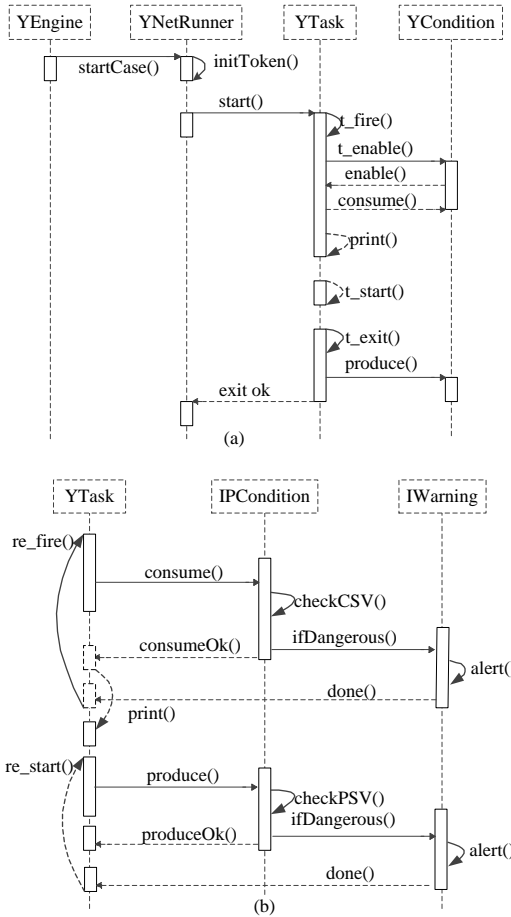 YEngine
YNetRunner
YTask
YCondition
startCase()
initToken()
start()
t_fire()
t_enable()
enable()
consume()
print()
t_start()
t_exit()
produce()
exit ok
(a)
YTask
IPCondition
IWarning
re_fire()
consume()
checkCSV()
consumeOk()
ifDangerous()
alert()
done()
print()
re_start()
produce()
checkPSV()
ifDangerous()
produceOk()
alert()
done()
(b)